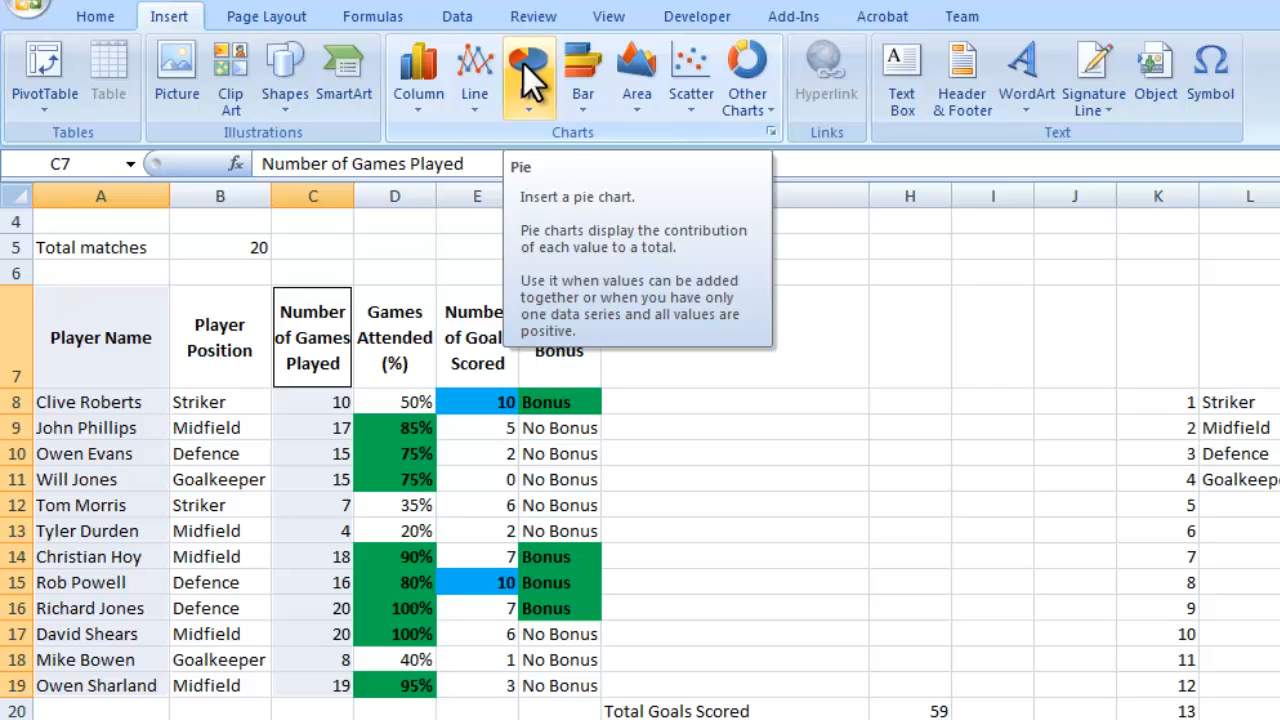 Home Insert Page Layout Formulas Data Review View Developer Add-Ins Acrobat Team
PivotTable Table Picture Clip Art Shapes SmartArt Column Line Bar Area Scatter Other Charts Hyperlink Text Box Header & Footer WordArt Signature Line Object Symbol
Tables Illustrations Charts Links Text
C7 fx Number of Games Played
Pie
Insert a pie chart.
Pie charts display the contribution
of each value to a total.
Use it when values can be added
together or when you have only
one data series and all values are
positive.
A B C D E H I J K L
4
5 Total matches 20
6
7 Player Name Player Position Number of Games Played Games Attended (%) Numbe of Goal Scored Bonus
8 Clive Roberts Striker 10 50% 10 Bonus 1 Striker
9 John Phillips Midfield 17 85% 5 No Bonus 2 Midfield
10 Owen Evans Defence 15 75% 2 No Bonus 3 Defence
11 Will Jones Goalkeeper 15 75% 0 No Bonus 4 Goalkeep
12 Tom Morris Striker 7 35% 6 No Bonus 5
13 Tyler Durden Midfield 4 20% 2 No Bonus 6
14 Christian Hoy Midfield 18 90% 7 Bonus 7
15 Rob Powell Defence 16 80% 10 Bonus 8
16 Richard Jones Defence 20 100% 7 Bonus 9
17 David Shears Midfield 20 100% 6 No Bonus 10
18 Mike Bowen Goalkeeper 8 40% 1 No Bonus 11
19 Owen Sharland Midfield 19 95% 3 No Bonus 12
20 Total Goals Scored 59 13